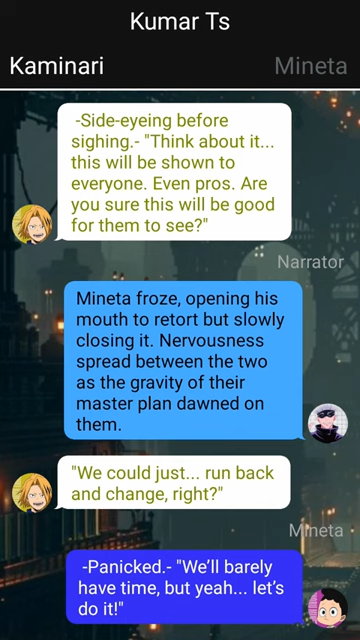 Kumar Ts
Kaminari Mineta
-Side-eyeing before
sighing.- "Think about it...
this will be shown to
everyone. Even pros. Are
you sure this will be good
for them to see?"
Narrator
Mineta froze, opening his
mouth to retort but slowly
closing it. Nervousness
spread between the two
as the gravity of their
master plan dawned on
them.
"We could just... run back
and change, right?"
Mineta
-Panicked.- "We’ll barely
have time, but yeah... let’s
do it!"